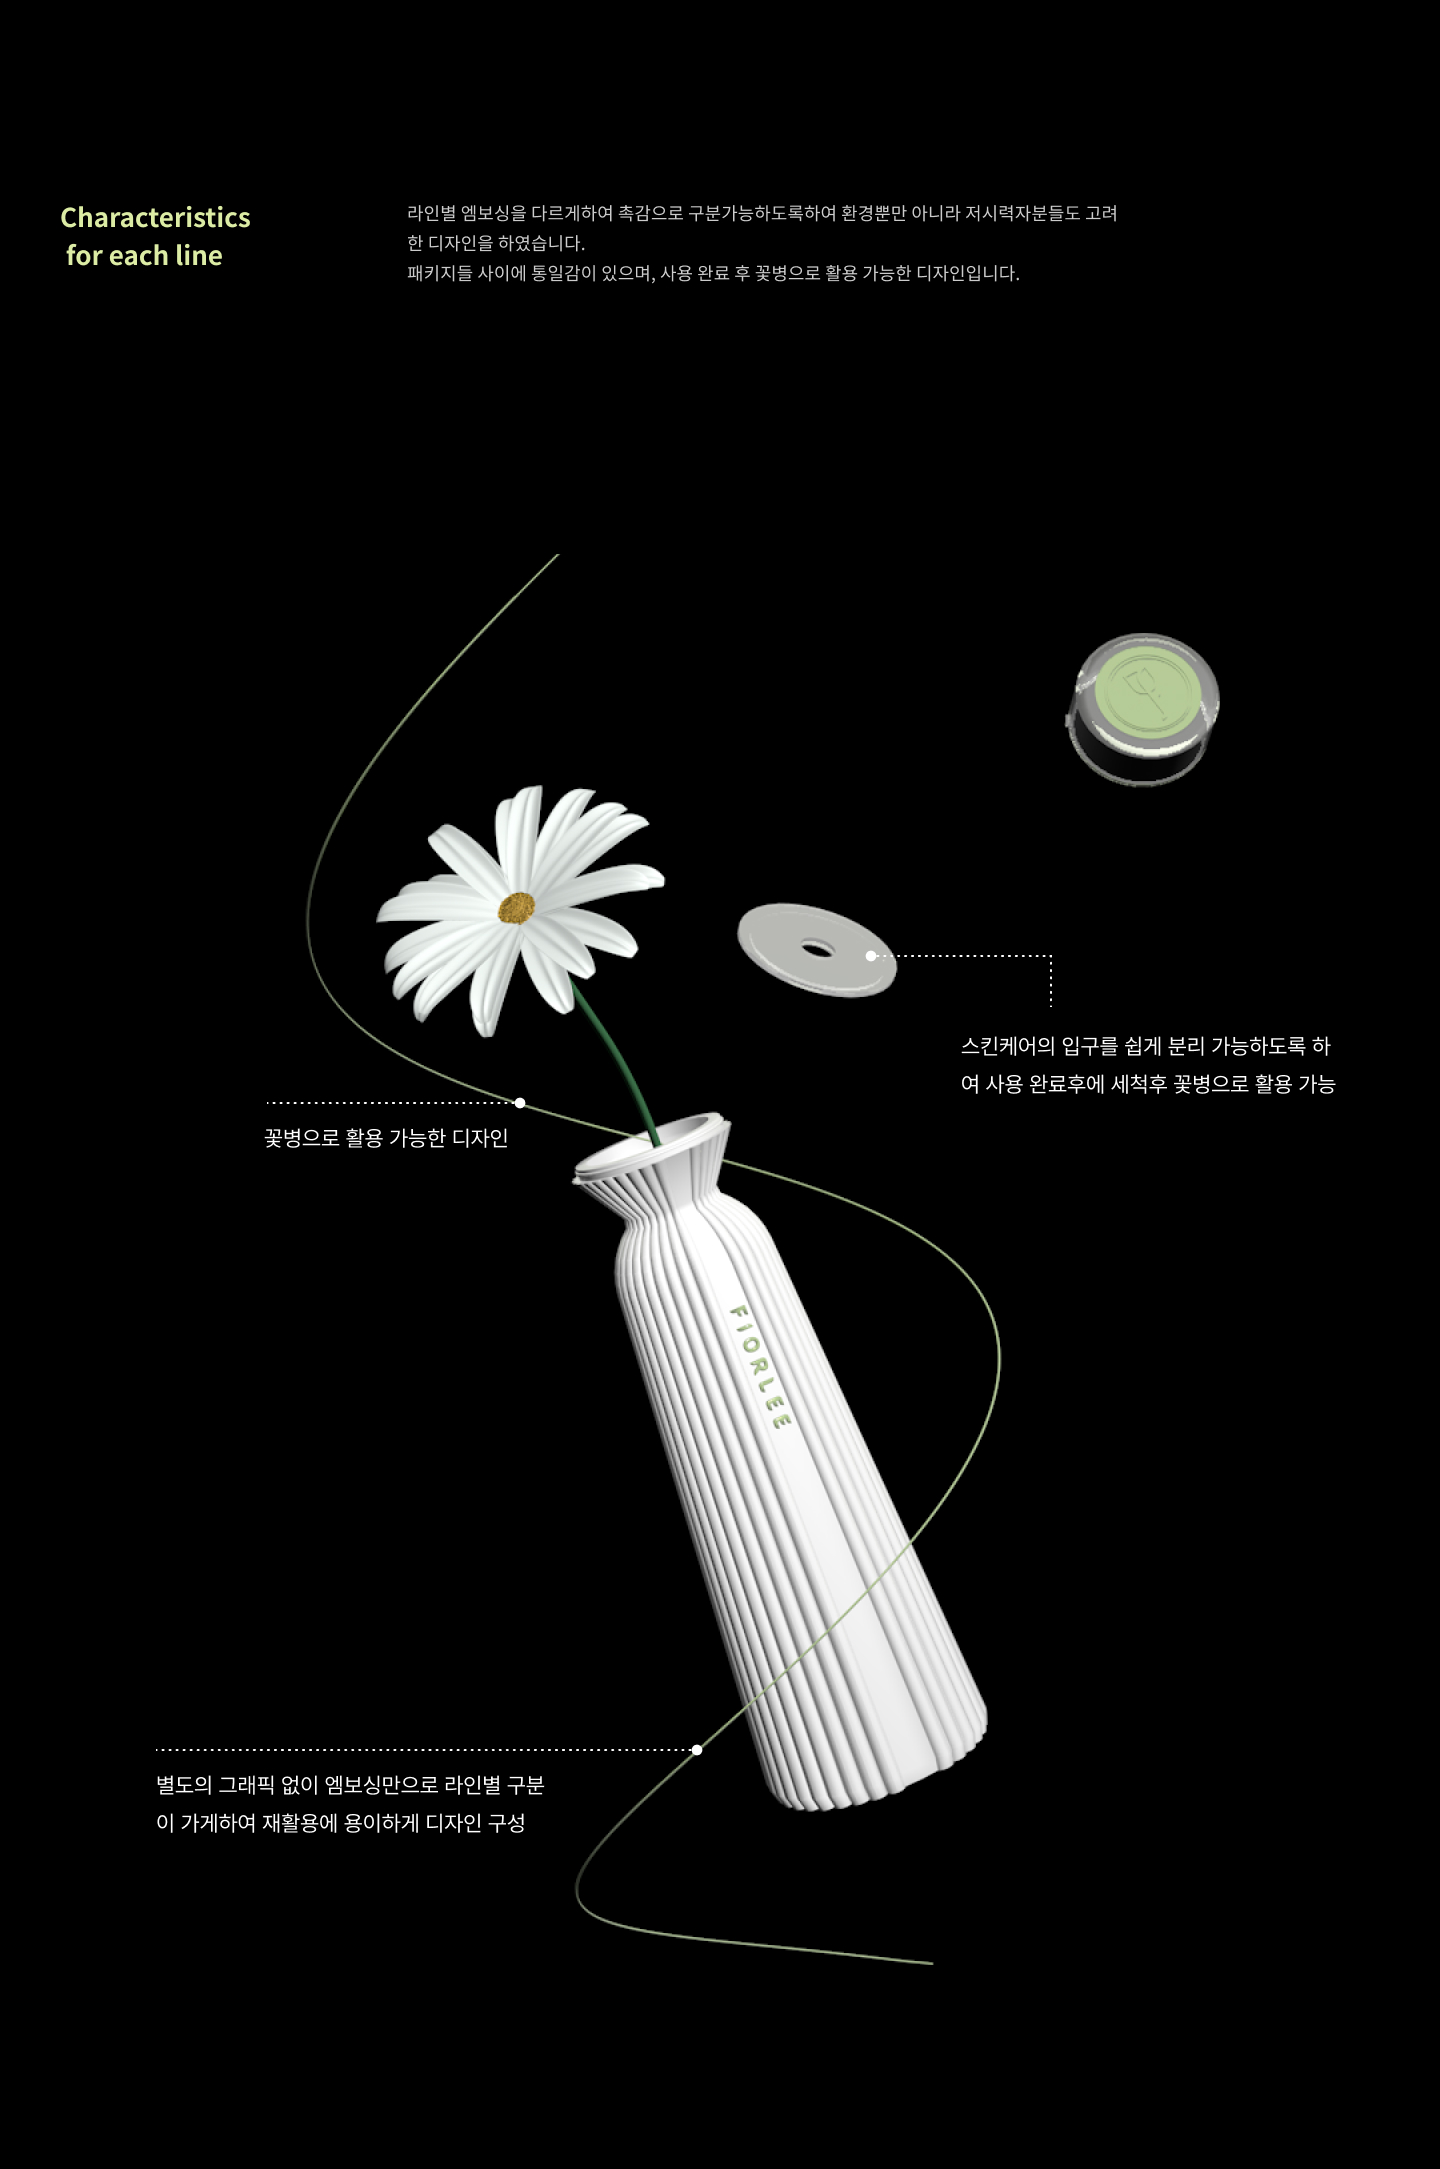 Characteristics
for each line
라인별 엠보싱을 다르게하여 촉감으로 구분가능하도록하여 환경뿐만 아니라 저시력자분들도 고려
한 디자인을 하였습니다.
패키지들 사이에 통일감이 있으며, 사용 완료 후 꽃병으로 활용 가능한 디자인입니다.
스킨케어의 입구를 쉽게 분리 가능하도록 하
여 사용 완료후에 세척후 꽃병으로 활용 가능
꽃병으로 활용 가능한 디자인
FIORLEE
별도의 그래픽 없이 엠보싱만으로 라인별 구분
이 가게하여 재활용에 용이하게 디자인 구성